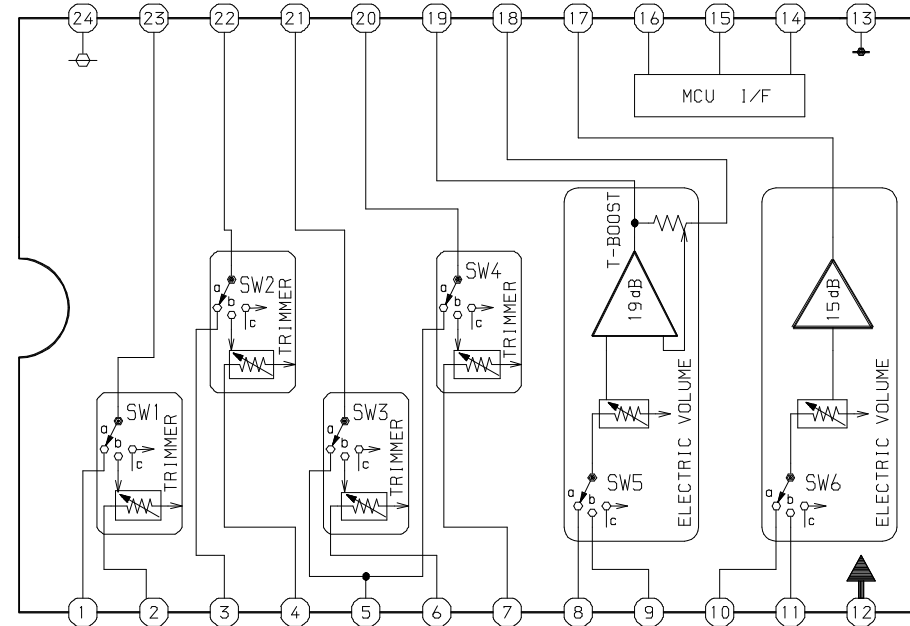 24 23 22 21 20 19 18 17 16 15 14 13
MCU I/F
T-BOOST
19dB
15dB
SW2
a
b
c
TRIMMER
SW4
a
b
c
TRIMMER
SW1
a
b
c
TRIMMER
SW3
a
b
c
TRIMMER
ELECTRIC VOLUME
SW5
a
b
c
ELECTRIC VOLUME
SW6
a
b
c
1 2 3 4 5 6 7 8 9 10 11 12